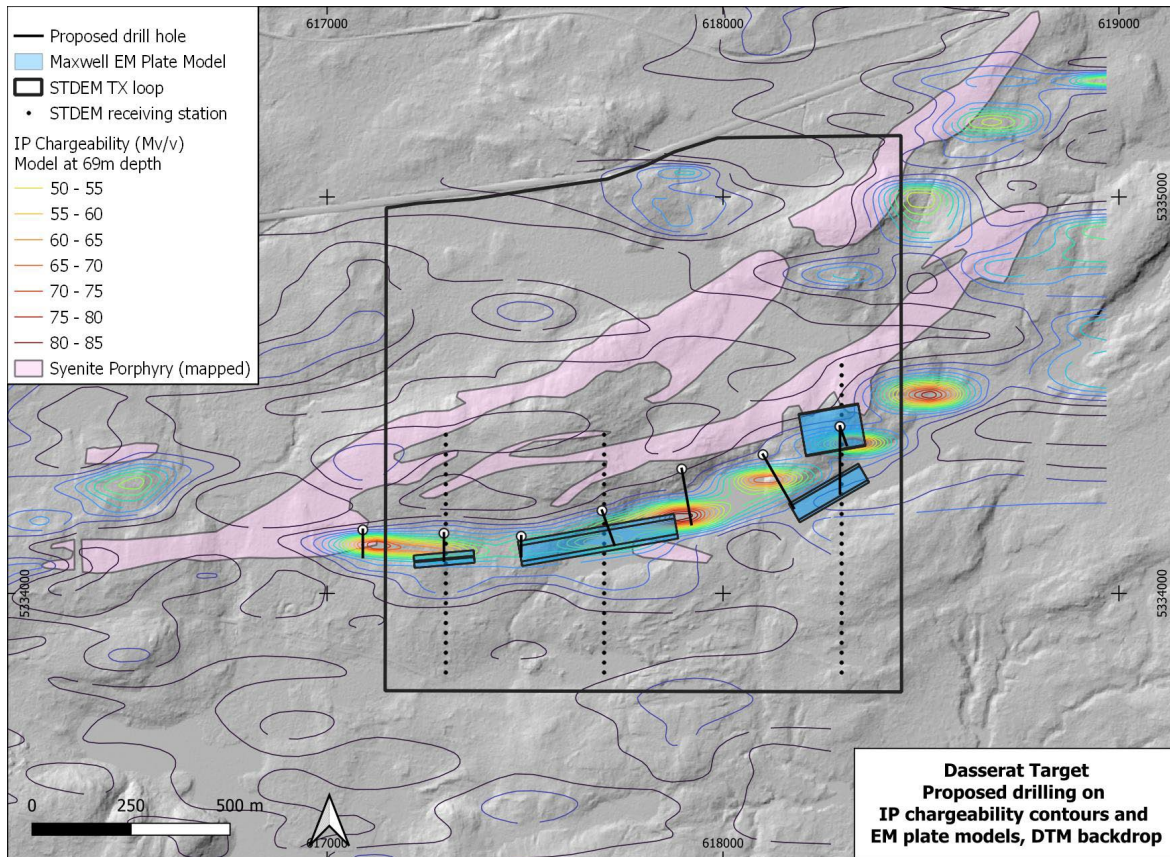 617000
618000
619000
Proposed drill hole
Maxwell EM Plate Model
STDEM TX loop
STDEM receiving station
IP Chargeability (Mv/v)
Model at 69m depth
50 - 55
55 - 60
60 - 65
65 - 70
70 - 75
75 - 80
80 - 85
Syenite Porphyry (mapped)
5335000
5334000
5334000
0 250 500 m
617000
618000
Dasserat Target
Proposed drilling on
IP chargeability contours and
EM plate models, DTM backdrop